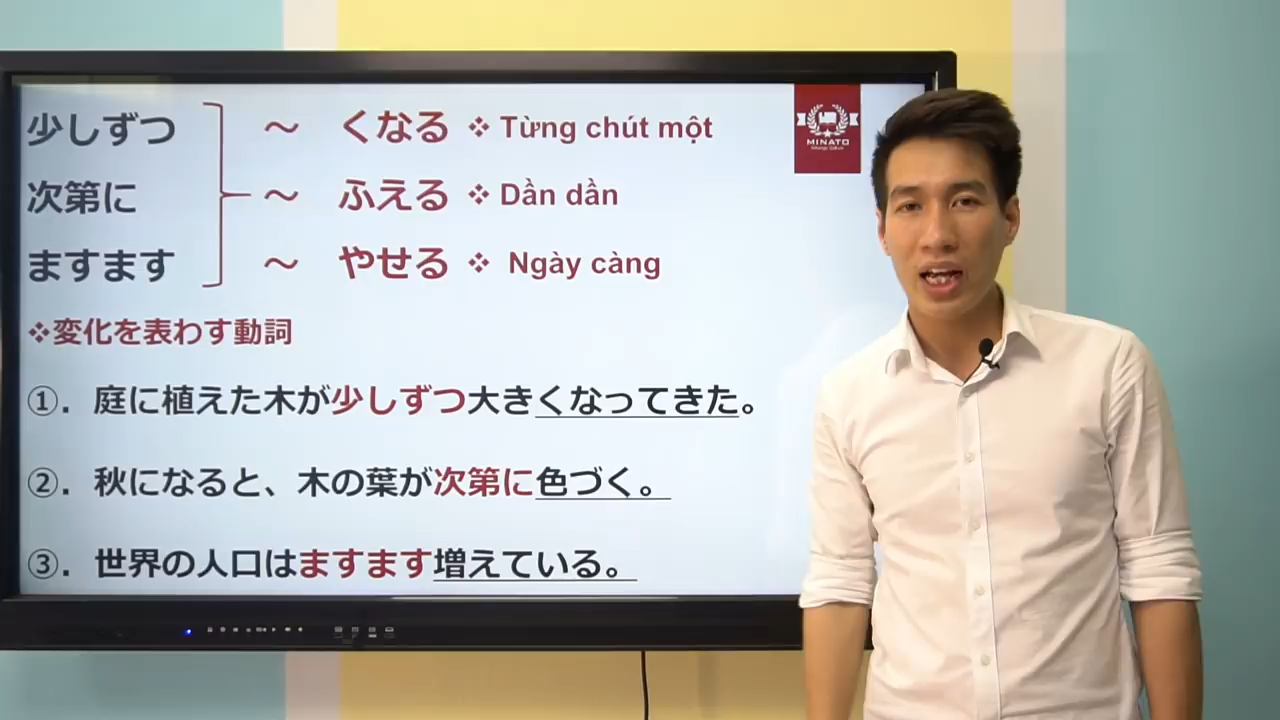 少しずつ ～ くなる ❖ Từng chút một
次第に ～ ふえる ❖ Dần dần
ますます ～ やせる ❖ Ngày càng
MINATO
❖変化を表わす動詞
①. 庭に植えた木が少しずつ大きくなってきた。
②. 秋になると、木の葉が次第に色づく。
③. 世界の人口はますます増えている。